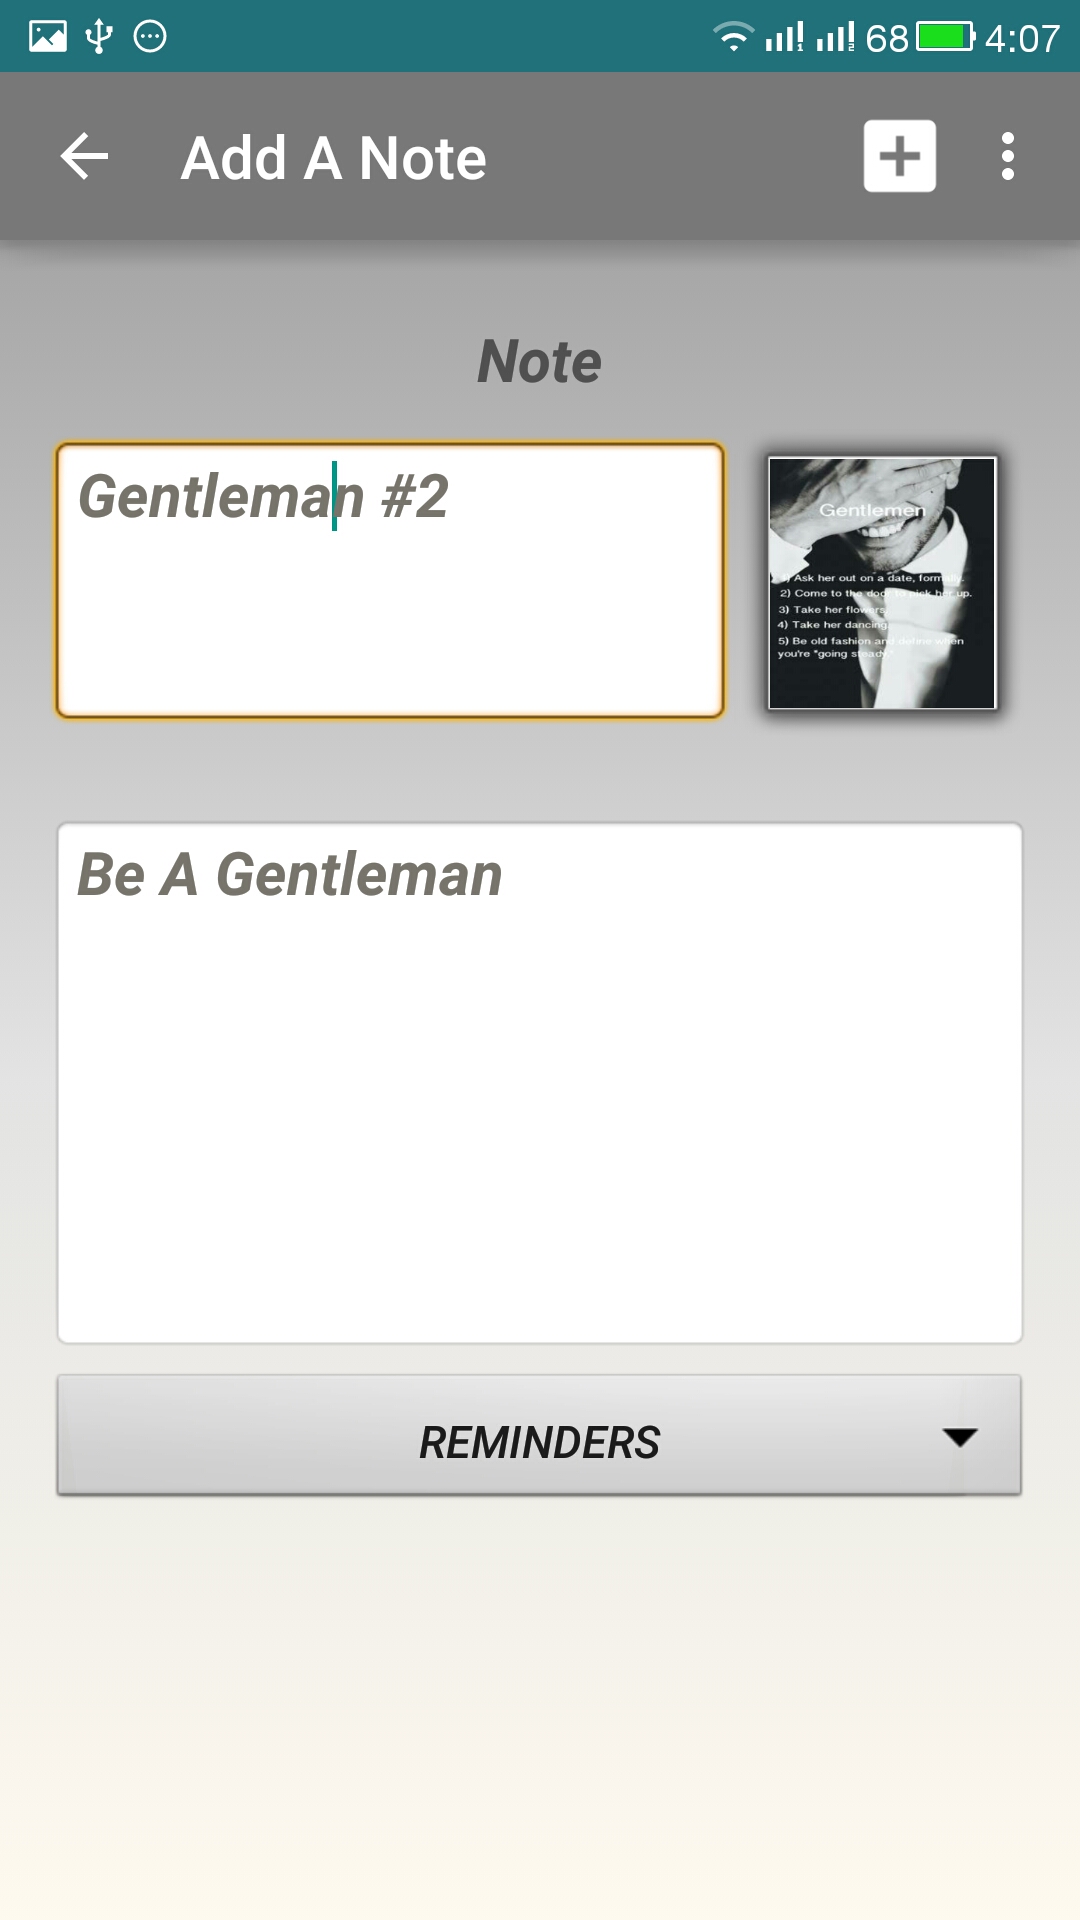 68 4:07
Add A Note
Note
Gentleman #2
Gentlemen
1) Ask her out on a date, formally.
2) Come to the door to pick her up.
3) Take her flowers.
4) Take her dancing.
5) Be old fashion and define when
you're "going steady."
Be A Gentleman
REMINDERS